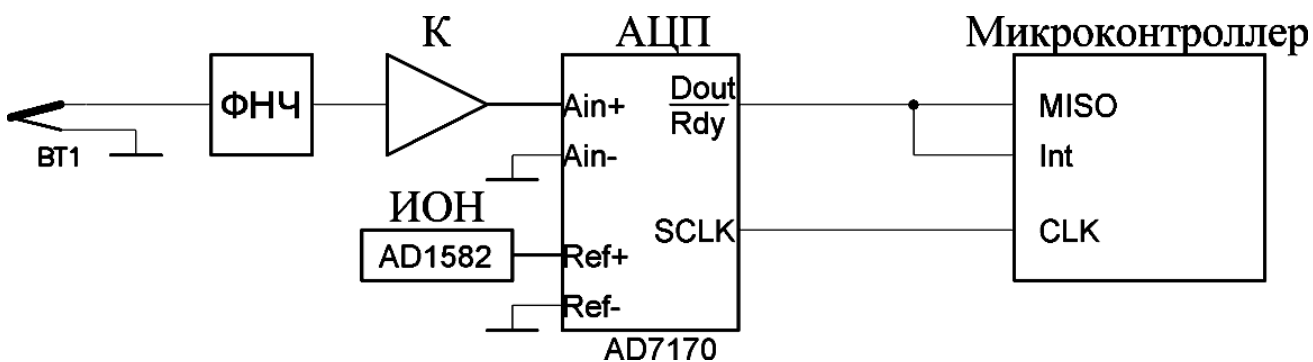 К АЦП Микроконтроллер
ФНЧ
BT1
Ain+ Dout MISO
Rdy
Ain- Int
ИОН
AD1582
SCLK CLK
Ref+
Ref-
AD7170